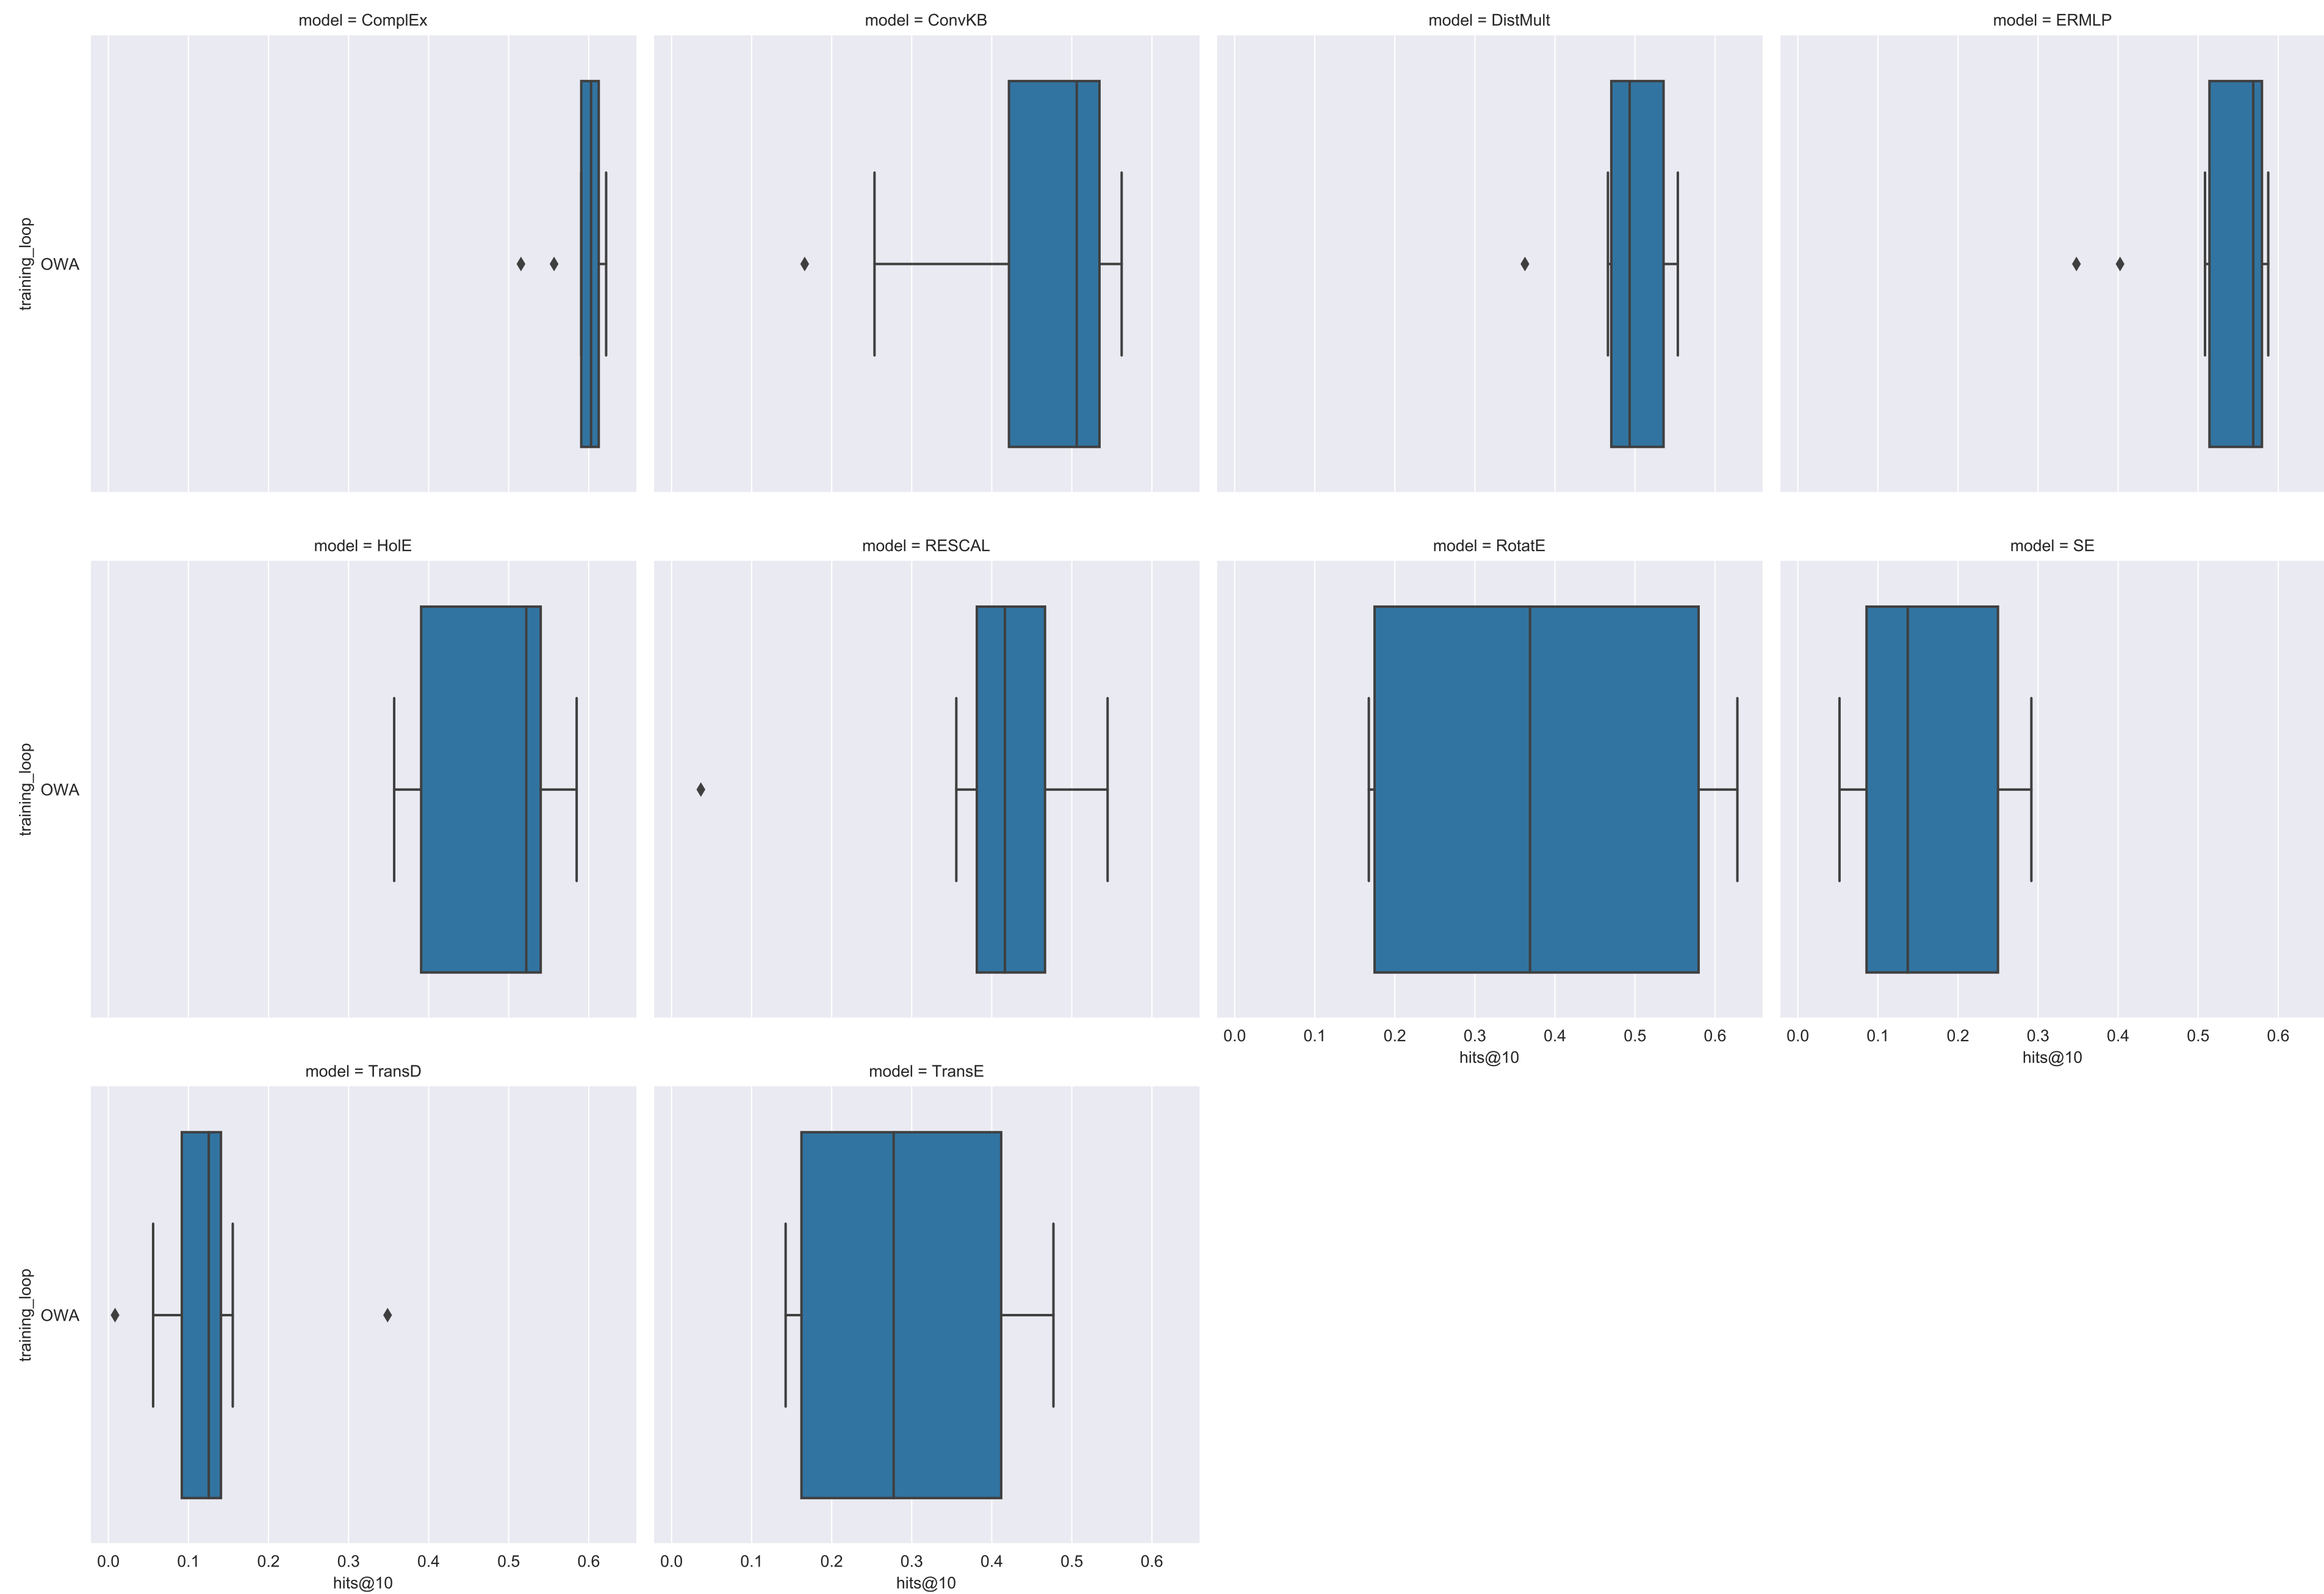 model = ComplEx
model = ConvKB
model = DistMult
model = ERMLP
training_loop
OWA
model = HolE
model = RESCAL
model = RotatE
model = SE
training_loop
OWA
0.0 0.1 0.2 0.3 0.4 0.5 0.6
hits@10
0.0 0.1 0.2 0.3 0.4 0.5 0.6
hits@10
model = TransD
model = TransE
training_loop
OWA
0.0 0.1 0.2 0.3 0.4 0.5 0.6
hits@10
0.0 0.1 0.2 0.3 0.4 0.5 0.6
hits@10